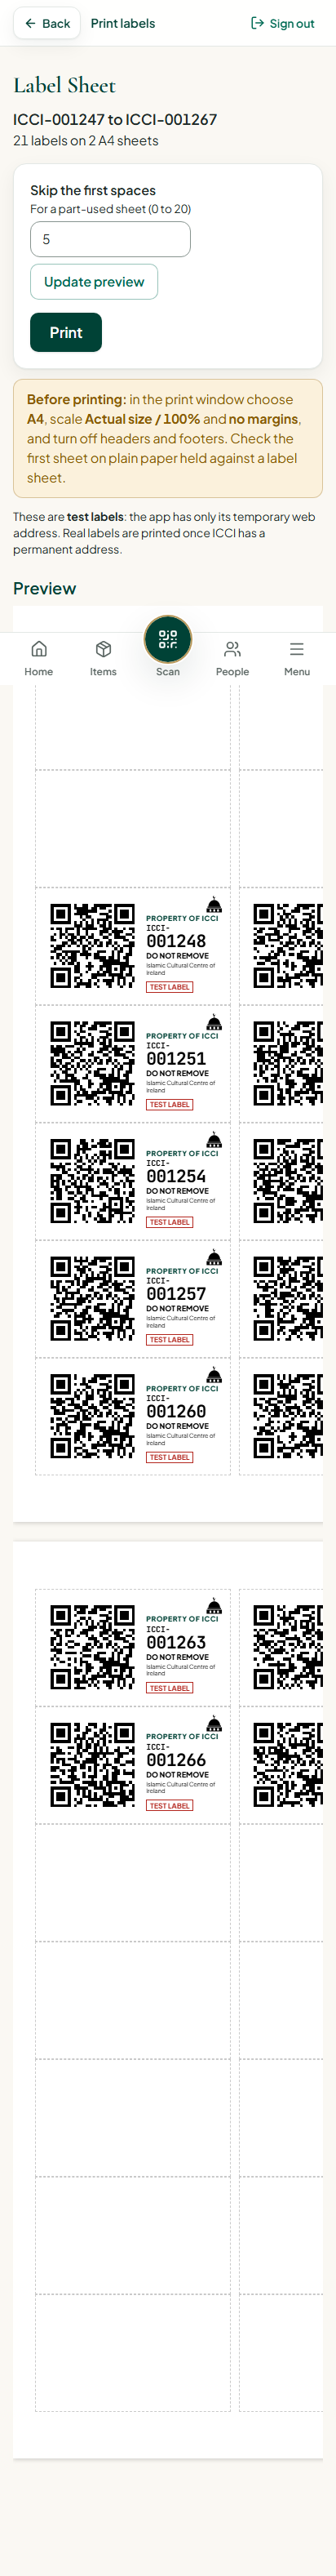 Back
Print labels
Sign out
Label Sheet
ICCI-001247 to ICCI-001267
21 labels on 2 A4 sheets
Skip the first spaces
For a part-used sheet (0 to 20)
5
Update preview
Print
Before printing: in the print window choose
A4, scale Actual size / 100% and no margins,
and turn off headers and footers. Check the
first sheet on plain paper held against a label
sheet.
These are test labels: the app has only its temporary web
address. Real labels are printed once ICCI has a
permanent address.
Preview
Home
Items
Scan
People
Menu
PROPERTY OF ICCI
ICCI-
001248
DO NOT REMOVE
Islamic Cultural Centre of
Ireland
TEST LABEL
PROPERTY OF ICCI
ICCI-
001251
DO NOT REMOVE
Islamic Cultural Centre of
Ireland
TEST LABEL
PROPERTY OF ICCI
ICCI-
001254
DO NOT REMOVE
Islamic Cultural Centre of
Ireland
TEST LABEL
PROPERTY OF ICCI
ICCI-
001257
DO NOT REMOVE
Islamic Cultural Centre of
Ireland
TEST LABEL
PROPERTY OF ICCI
ICCI-
001260
DO NOT REMOVE
Islamic Cultural Centre of
Ireland
TEST LABEL
PROPERTY OF ICCI
ICCI-
001263
DO NOT REMOVE
Islamic Cultural Centre of
Ireland
TEST LABEL
PROPERTY OF ICCI
ICCI-
001266
DO NOT REMOVE
Islamic Cultural Centre of
Ireland
TEST LABEL